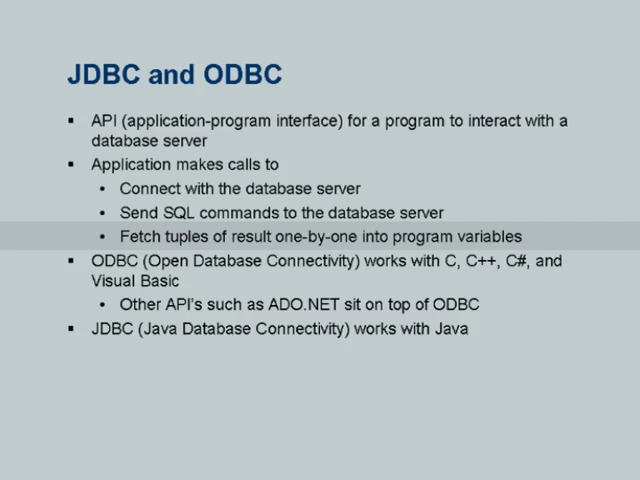 JDBC and ODBC
▪ API (application-program interface) for a program to interact with a
database server
▪ Application makes calls to
• Connect with the database server
• Send SQL commands to the database server
• Fetch tuples of result one-by-one into program variables
▪ ODBC (Open Database Connectivity) works with C, C++, C#, and
Visual Basic
• Other API's such as ADO.NET sit on top of ODBC
▪ JDBC (Java Database Connectivity) works with Java